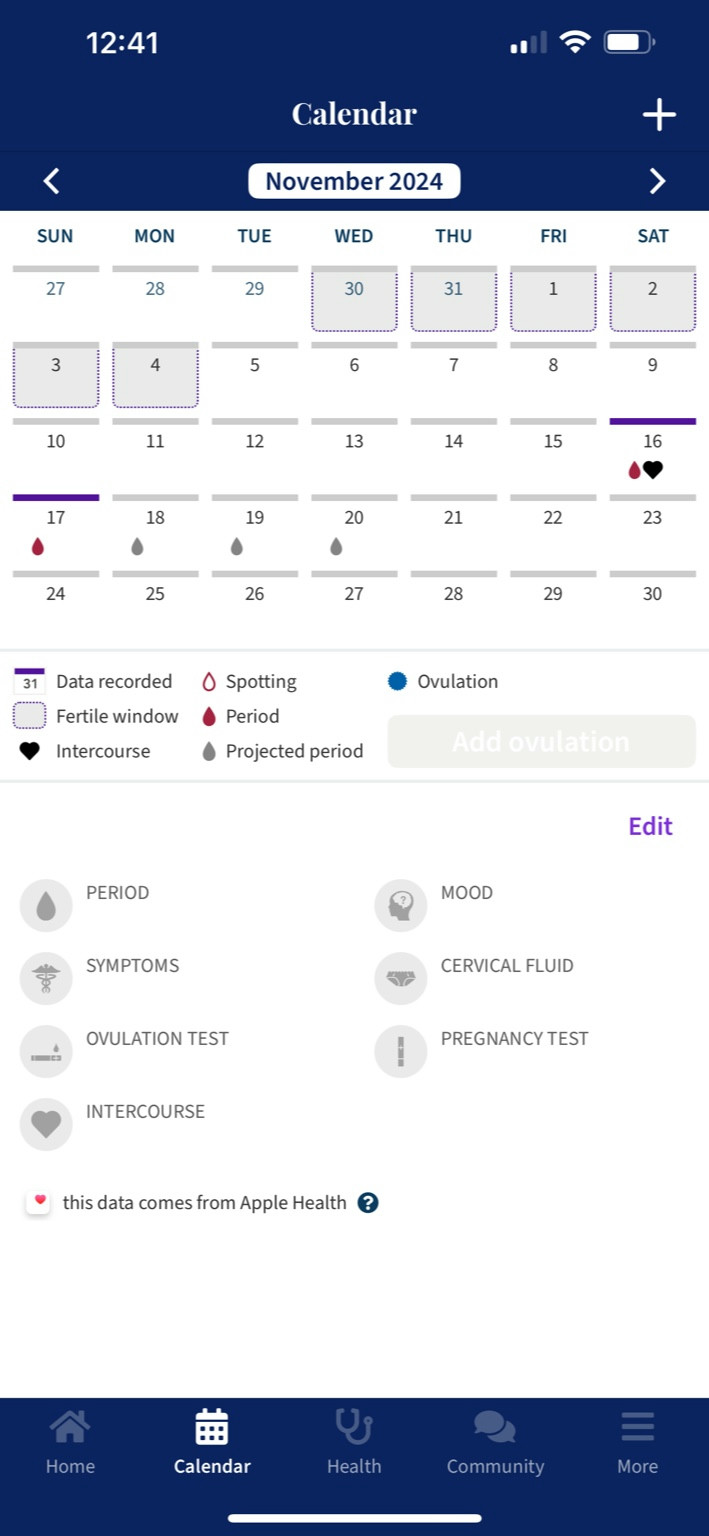 12:41
Calendar
November 2024
SUN MON TUE WED THU FRI SAT
27 28 29 30 31 1 2
3 4 5 6 7 8 9
10 11 12 13 14 15 16
17 18 19 20 21 22 23
24 25 26 27 28 29 30
31 Data recorded Spotting Ovulation
Fertile window Period
Add ovulation
Intercourse Projected period
Edit
PERIOD MOOD
SYMPTOMS CERVICAL FLUID
OVULATION TEST PREGNANCY TEST
INTERCOURSE
this data comes from Apple Health ?
Home Calendar Health Community More